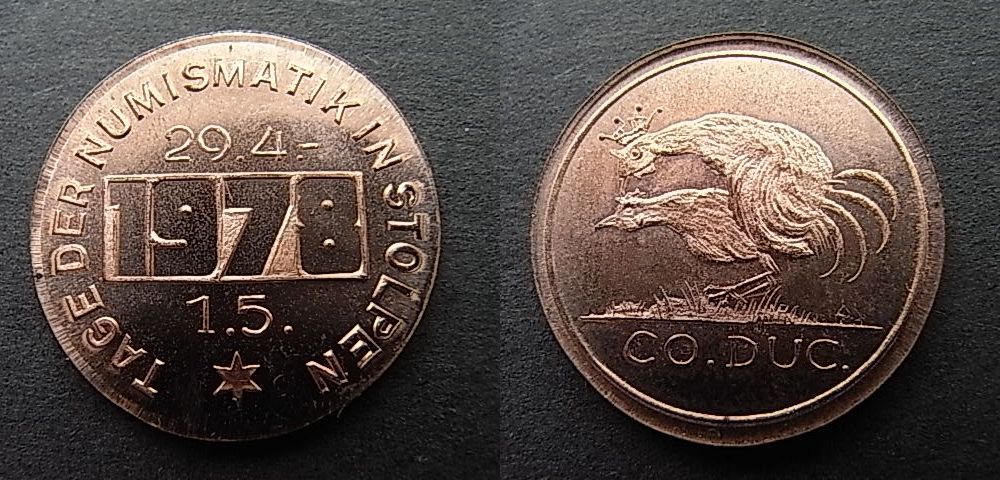 TAGE DER NUMISMATIK IN STOLPEN
29.4.-
1978
1.5.
CO. DUC.